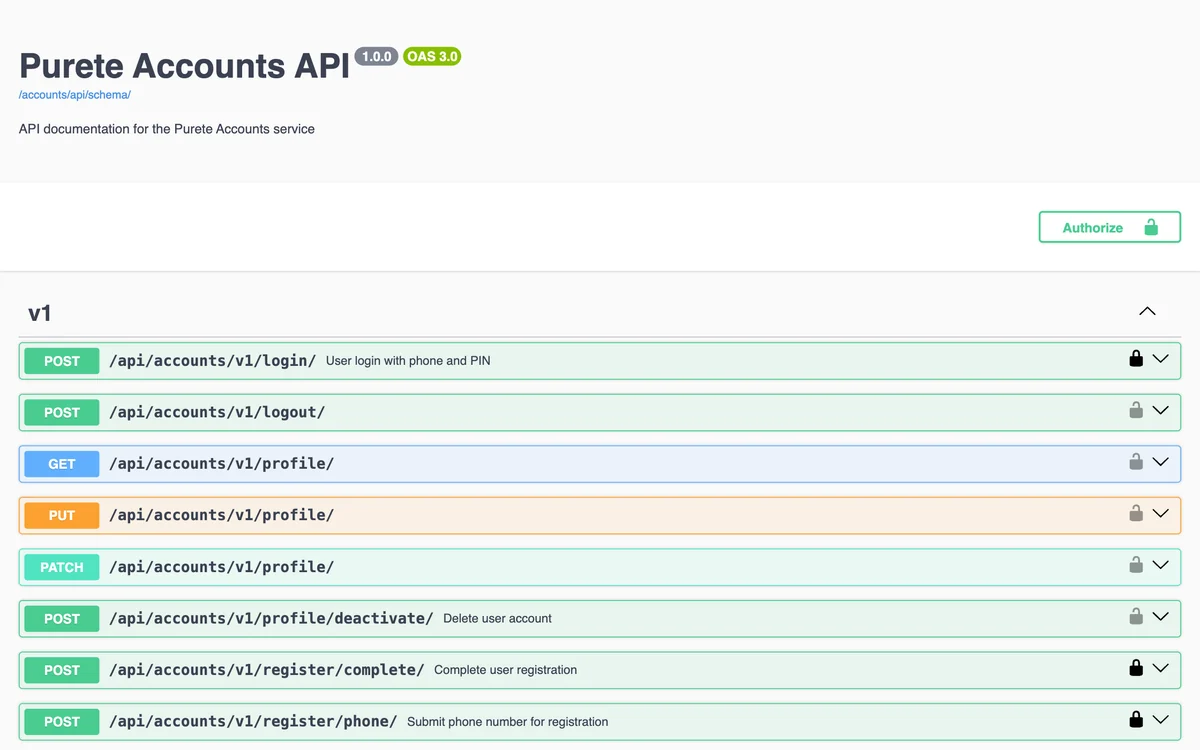 Purete Accounts API 1.0.0 OAS 3.0
/accounts/api/schema/
API documentation for the Purete Accounts service
Authorize
v1
POST /api/accounts/v1/login/ User login with phone and PIN
POST /api/accounts/v1/logout/
GET /api/accounts/v1/profile/
PUT /api/accounts/v1/profile/
PATCH /api/accounts/v1/profile/
POST /api/accounts/v1/profile/deactivate/ Delete user account
POST /api/accounts/v1/register/complete/ Complete user registration
POST /api/accounts/v1/register/phone/ Submit phone number for registration